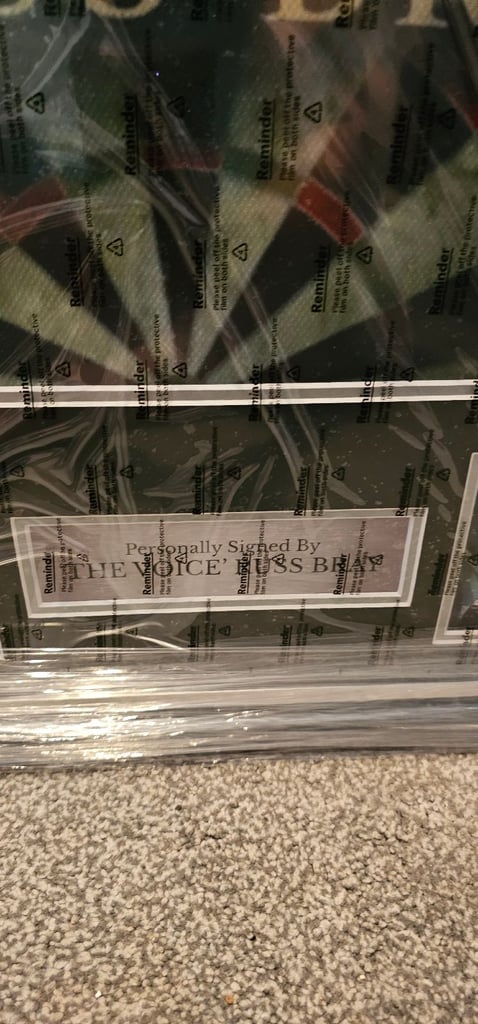 Reminder
Please peel off the protective
film on both sides
Personally Signed By
'THE VOICE' RUSS BRAY